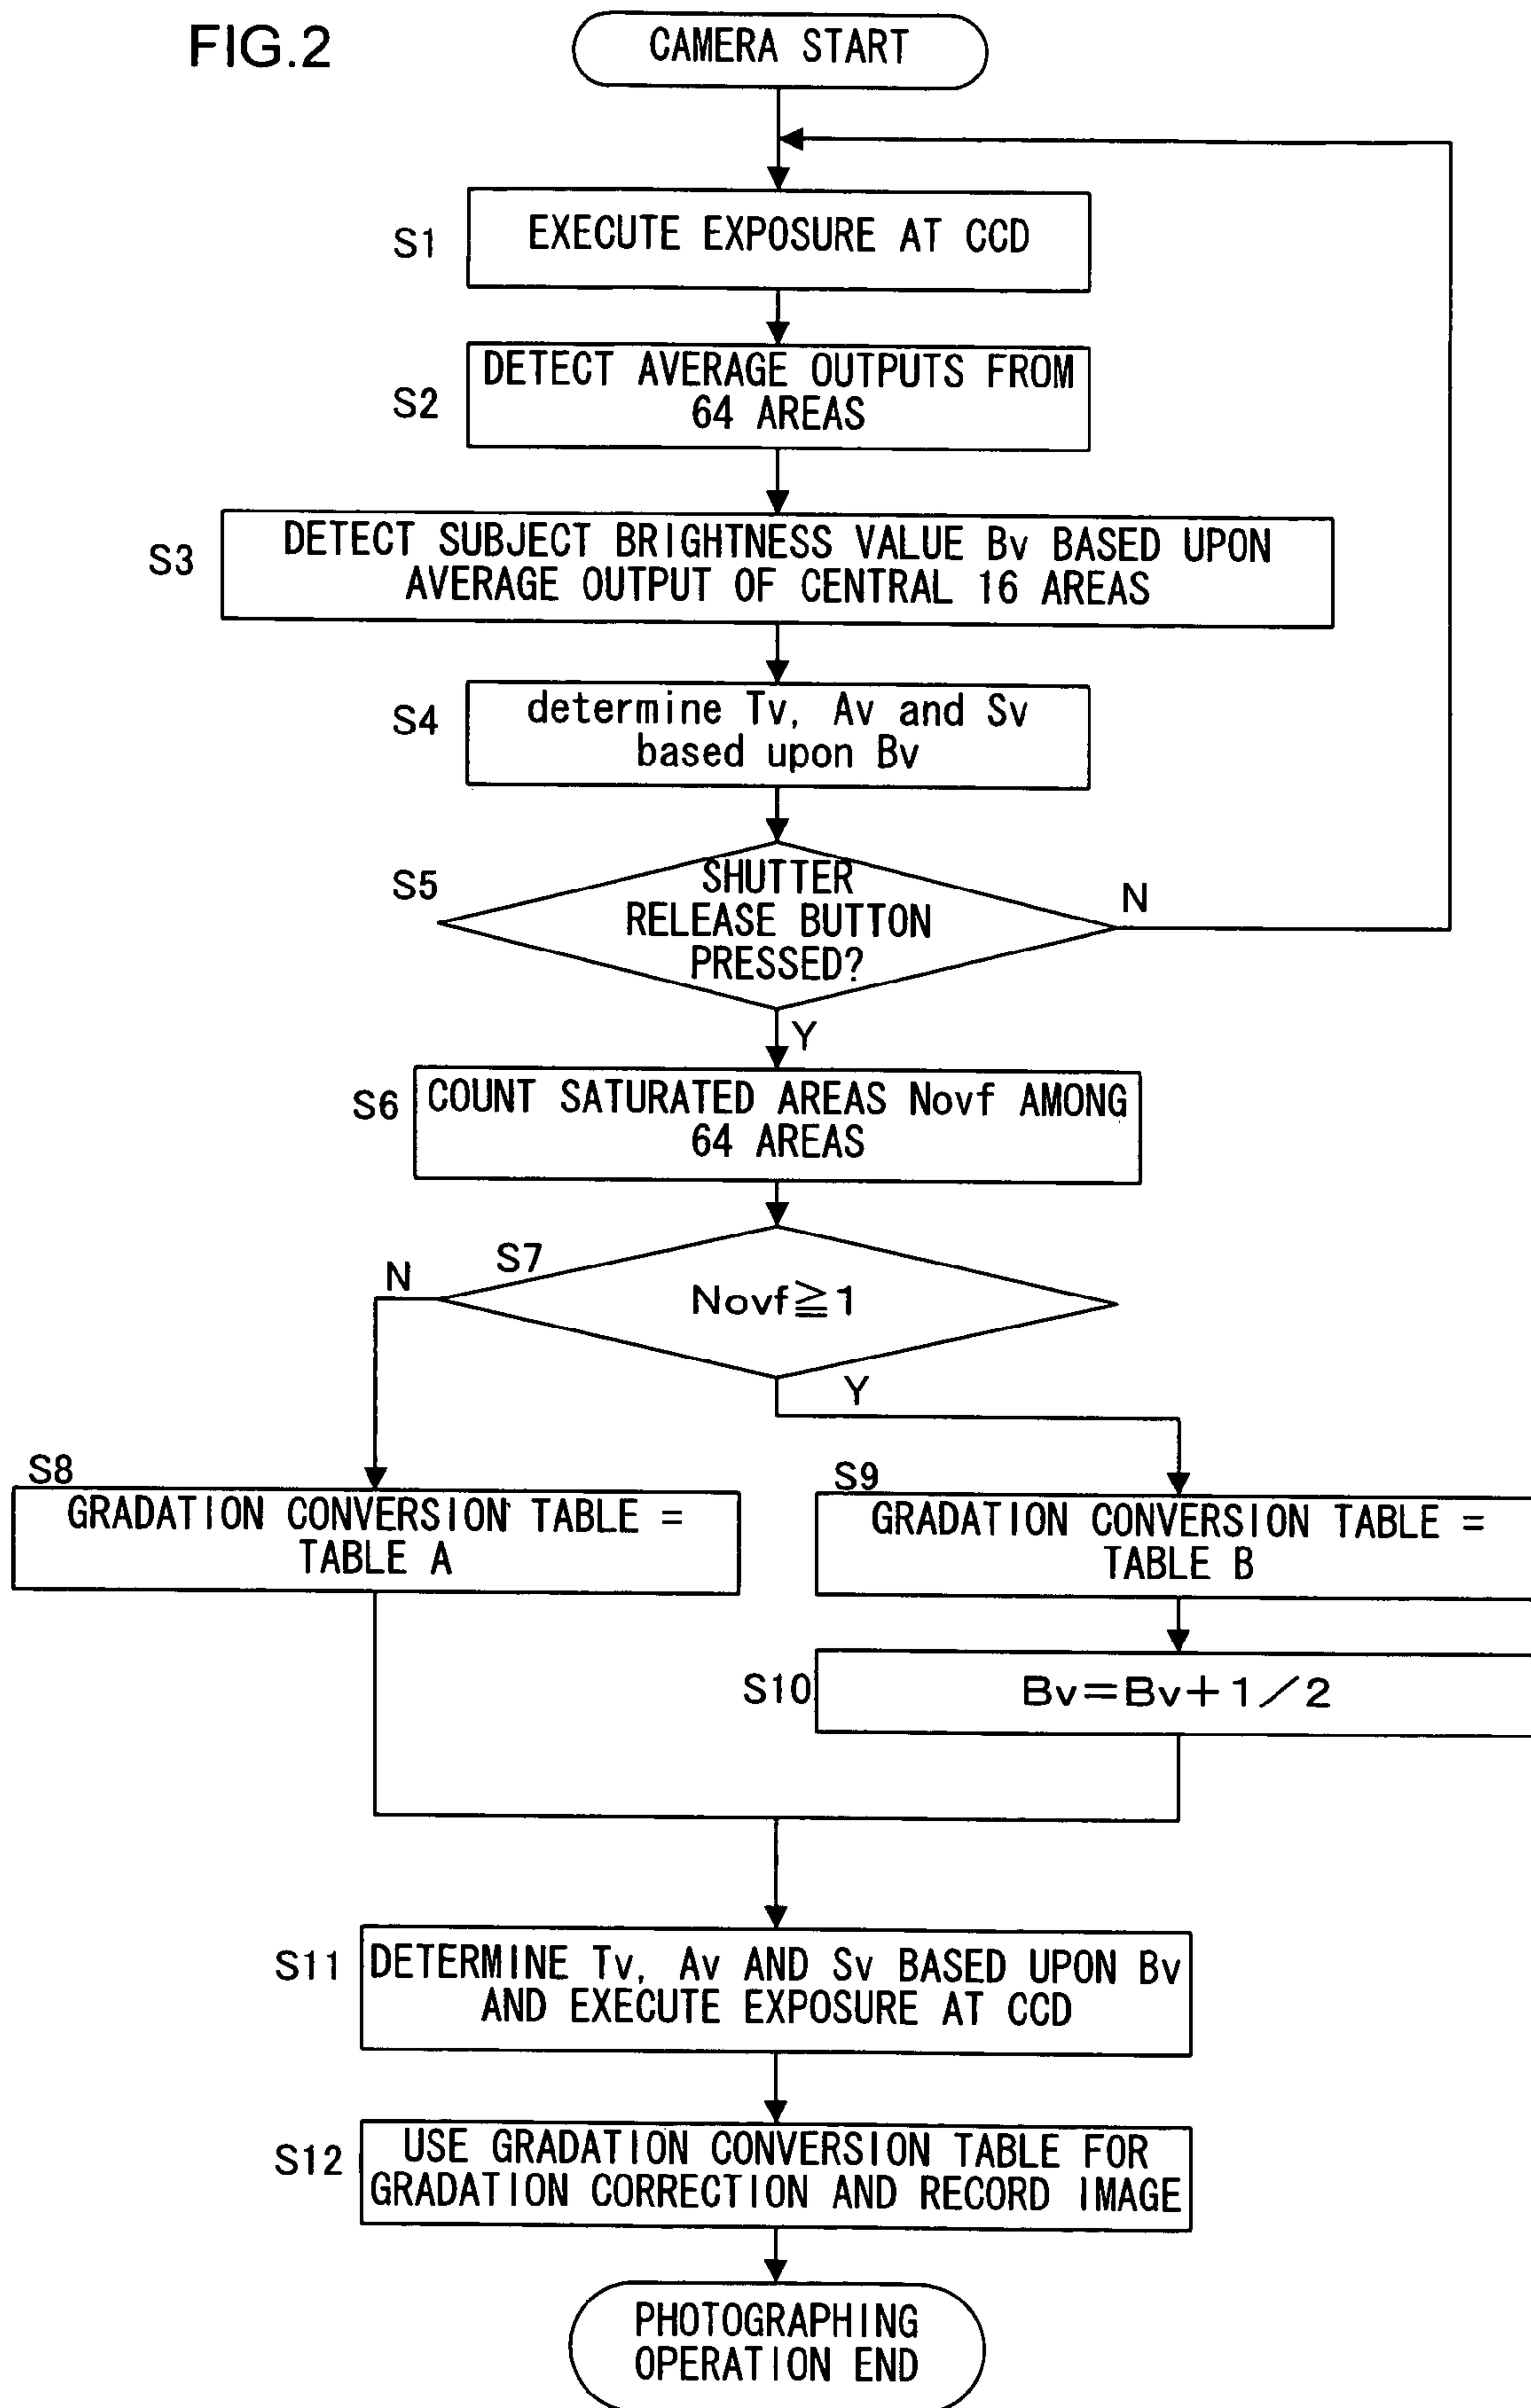 FIG.2
CAMERA START
S1
EXECUTE EXPOSURE AT CCD
S2
DETECT AVERAGE OUTPUTS FROM
64 AREAS
S3
DETECT SUBJECT BRIGHTNESS VALUE Bv BASED UPON
AVERAGE OUTPUT OF CENTRAL 16 AREAS
S4
determine Tv, Av and Sv
based upon Bv
S5
SHUTTER
RELEASE BUTTON
PRESSED?
N
Y
S6
COUNT SATURATED AREAS Novf AMONG
64 AREAS
S7
N
Novf≧1
Y
S8
GRADATION CONVERSION TABLE =
TABLE A
S9
GRADATION CONVERSION TABLE =
TABLE B
S10
Bv=Bv+1/2
S11
DETERMINE Tv, Av AND Sv BASED UPON Bv
AND EXECUTE EXPOSURE AT CCD
S12
USE GRADATION CONVERSION TABLE FOR
GRADATION CORRECTION AND RECORD IMAGE
PHOTOGRAPHING
OPERATION END